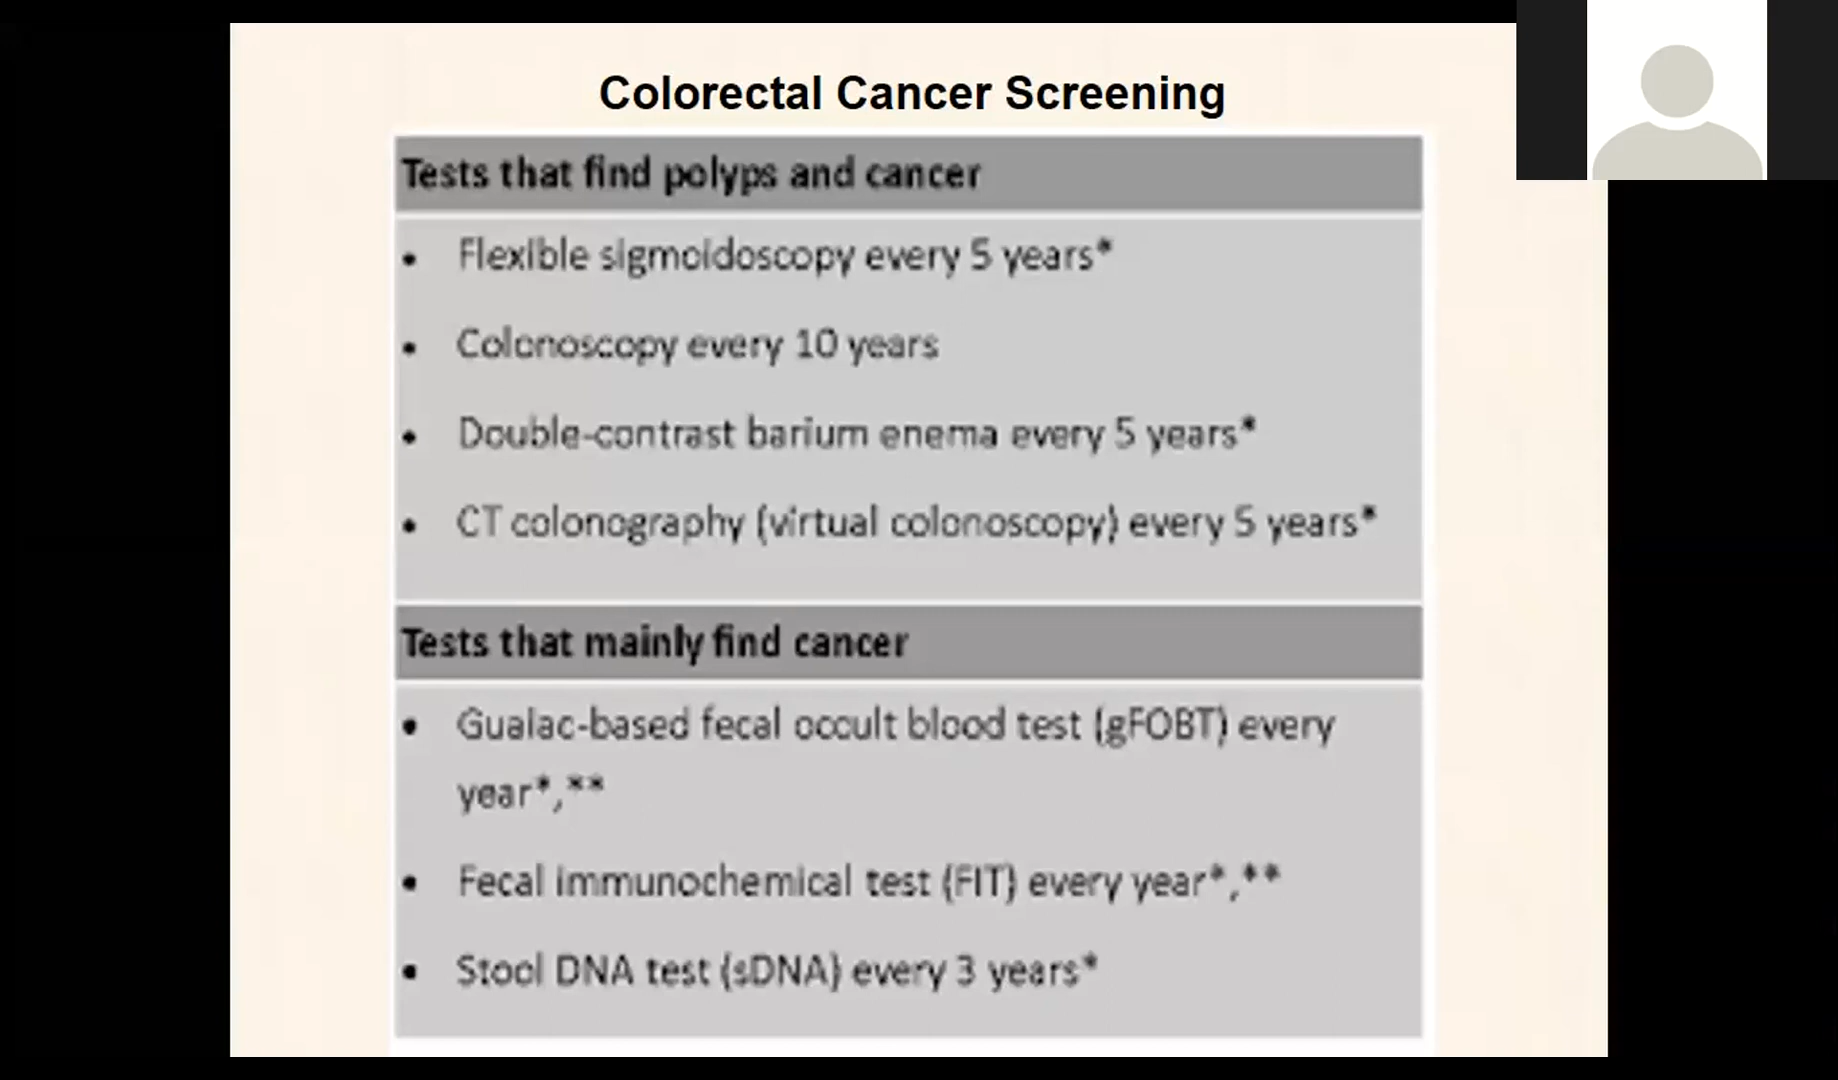 Colorectal Cancer Screening
Tests that find polyps and cancer
• Flexible sigmoidoscopy every 5 years*
• Colonoscopy every 10 years
• Double-contrast barium enema every 5 years*
• CT colonography (virtual colonoscopy) every 5 years*
Tests that mainly find cancer
• Guaiac-based fecal occult blood test (gFOBT) every
year*,**
• Fecal immunochemical test (FIT) every year*,**
• Stool DNA test (sDNA) every 3 years*